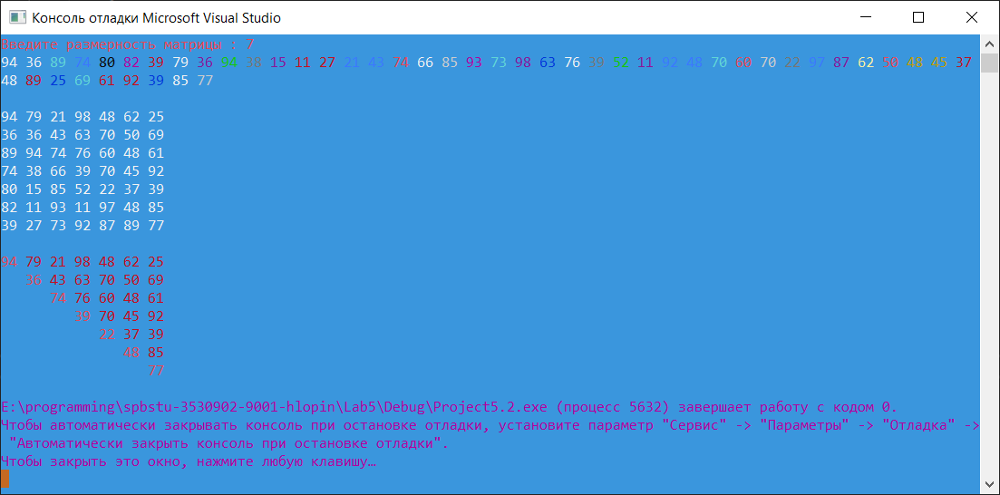 Консоль отладки Microsoft Visual Studio
Введите размерность матрицы : 7
94 36 89 74 80 82 39 79 36 94 38 15 11 27 21 43 74 66 85 93 73 98 63 76 39 52 11 92 48 70 60 70 22 97 87 62 50 48 45 37
48 89 25 69 61 92 39 85 77
94 79 21 98 48 62 25
36 36 43 63 70 50 69
89 94 74 76 60 48 61
74 38 66 39 70 45 92
80 15 85 52 22 37 39
82 11 93 11 97 48 85
39 27 73 92 87 89 77
94 79 21 98 48 62 25
36 43 63 70 50 69
74 76 60 48 61
39 70 45 92
22 37 39
48 85
77
E:\programming\spbstu-3530902-9001-hlopin\Lab5\Debug\Project5.2.exe (процесс 5632) завершает работу с кодом 0.
Чтобы автоматически закрывать консоль при остановке отладки, установите параметр "Сервис" -> "Параметры" -> "Отладка" ->
"Автоматически закрыть консоль при остановке отладки".
Чтобы закрыть это окно, нажмите любую клавишу…